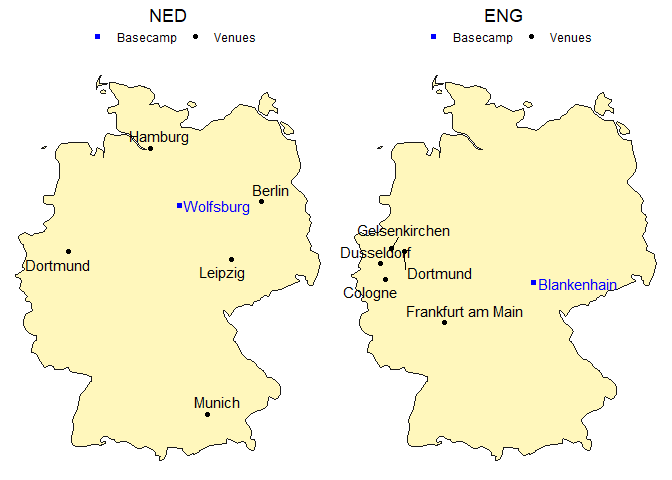 NED
Basecamp Venues
Hamburg
Berlin
Wolfsburg
Dortmund
Leipzig
Munich
ENG
Basecamp Venues
Gelsenkirchen
Dusseldorf
Dortmund
Cologne
Blankenhain
Frankfurt am Main